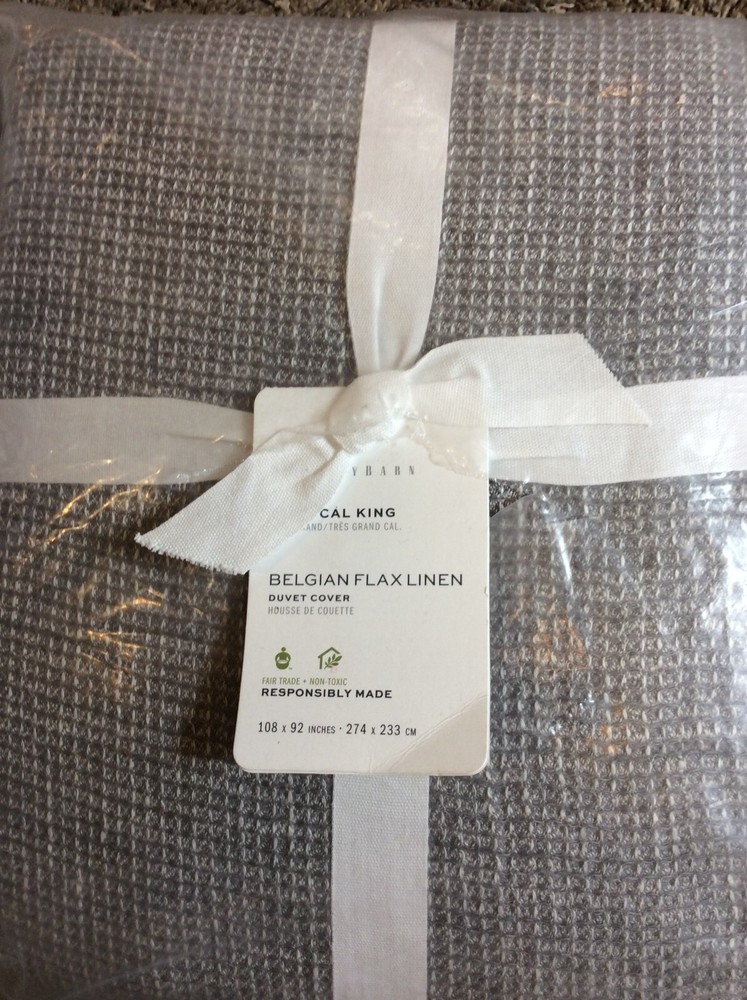 YBARN
CAL KING
AND/TRÈS GRAND CAL.
BELGIAN FLAX LINEN
DUVET COVER
HOUSSE DE COUETTE
FAIR TRADE + NON-TOXIC
RESPONSIBLY MADE
108 x 92 INCHES · 274 x 233 CM